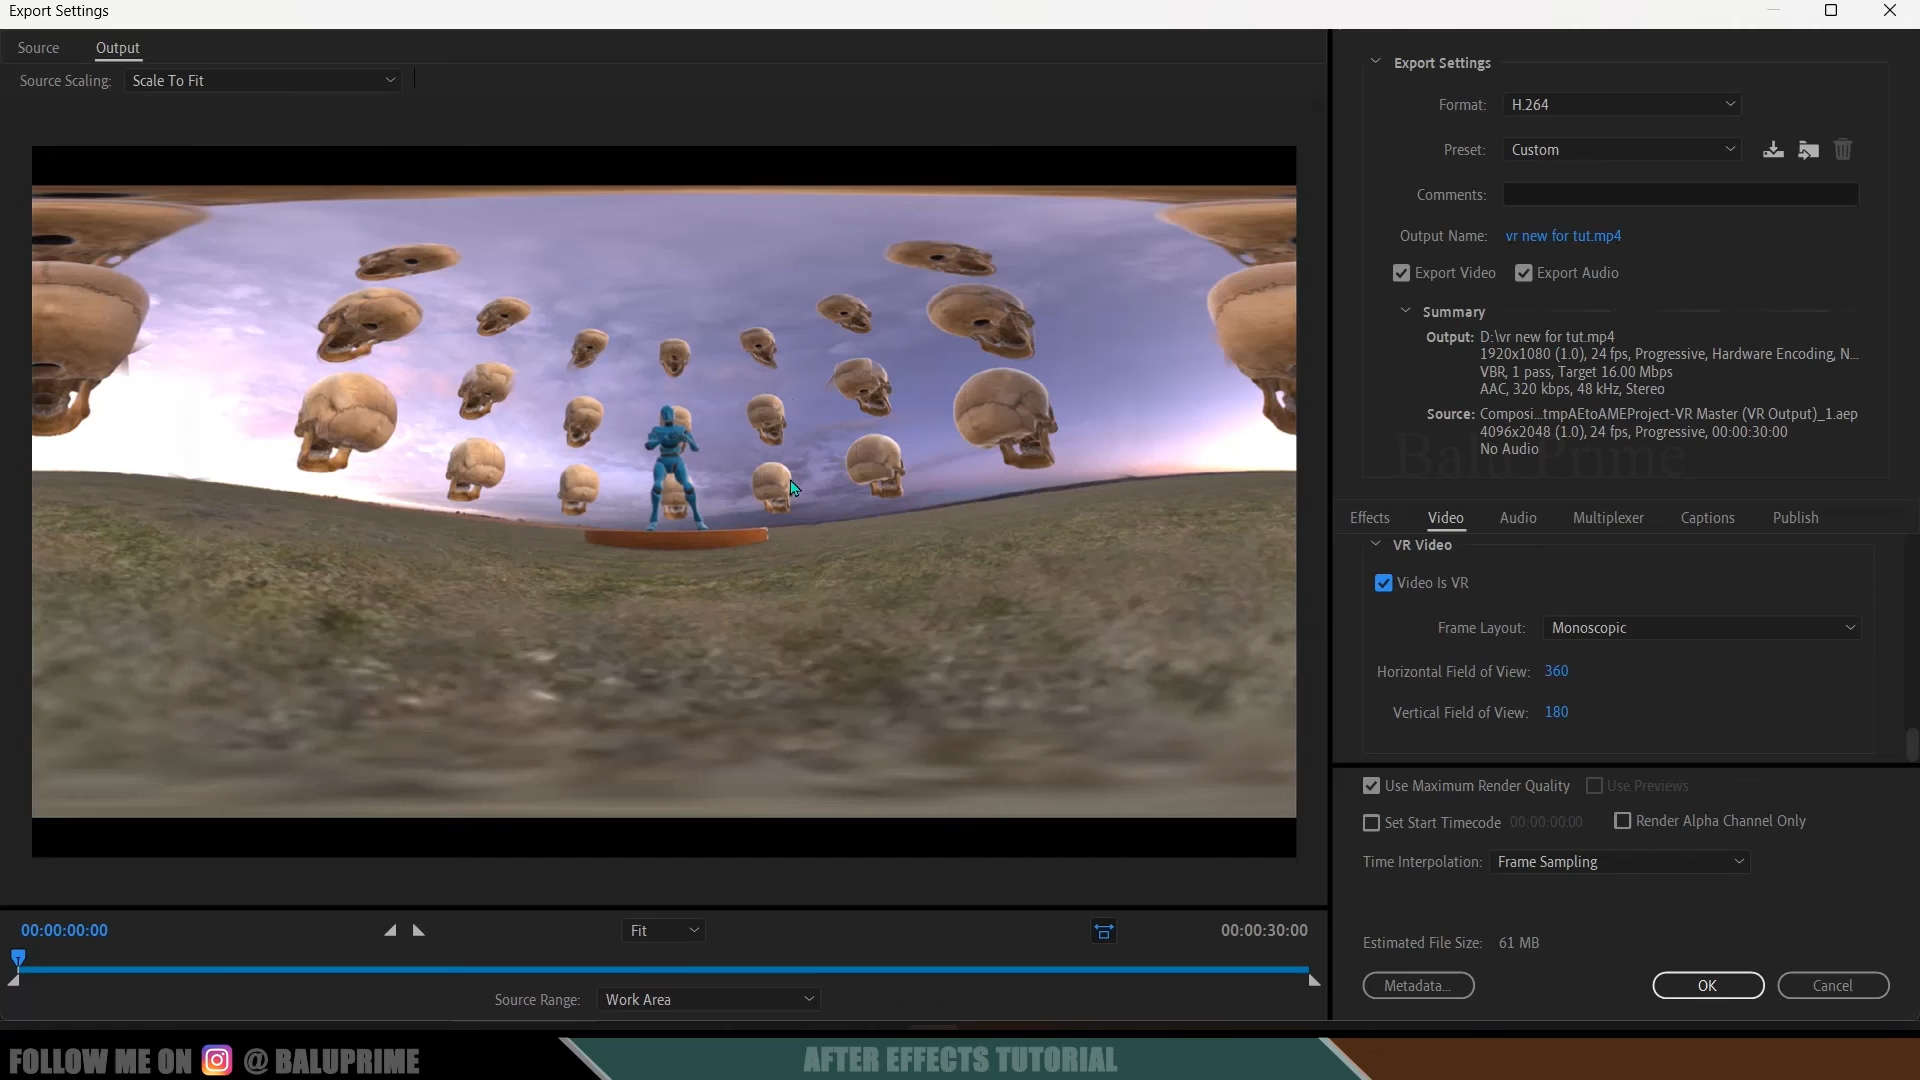 Export Settings
Source Output
Source Scaling: Scale To Fit
Export Settings
Format: H.264
Preset: Custom
Comments:
Output Name: vr new for tut.mp4
Export Video Export Audio
Summary
Output: D:\vr new for tut.mp4
1920x1080 (1.0), 24 fps, Progressive, Hardware Encoding, N...
VBR, 1 pass, Target 16.00 Mbps
AAC, 320 kbps, 48 kHz, Stereo
Source: Composi...tmpAEtoAMEProject-VR Master (VR Output)_1.aep
4096x2048 (1.0), 24 fps, Progressive, 00:00:30:00
No Audio
Balu Prime
Effects Video Audio Multiplexer Captions Publish
VR Video
Video Is VR
Frame Layout: Monoscopic
Horizontal Field of View: 360
Vertical Field of View: 180
Use Maximum Render Quality Use Previews
Set Start Timecode 00:00:00:00 Render Alpha Channel Only
Time Interpolation: Frame Sampling
Estimated File Size: 61 MB
Metadata... OK Cancel
00:00:00:00 Fit 00:00:30:00
Source Range: Work Area
FOLLOW ME ON @ BALUPRIME
AFTER EFFECTS TUTORIAL